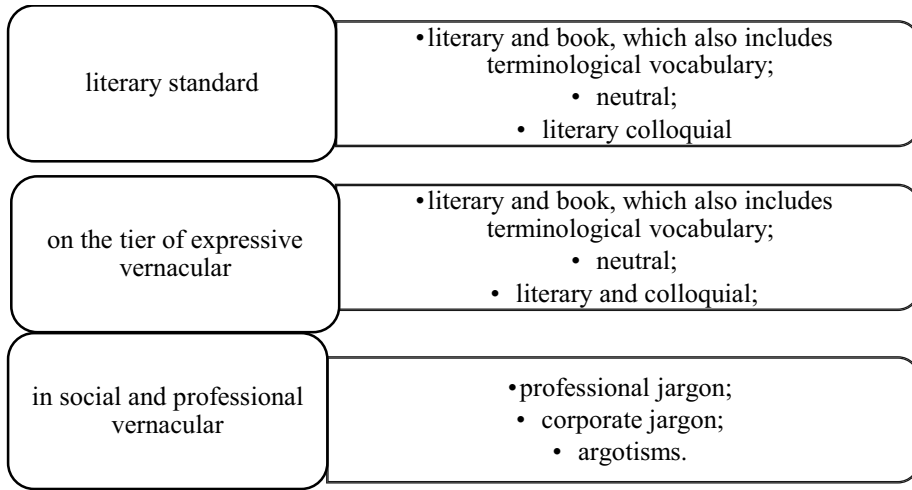 literary standard
•literary and book, which also includes
terminological vocabulary;
• neutral;
• literary colloquial
on the tier of expressive
vernacular
•literary and book, which also includes
terminological vocabulary;
• neutral;
• literary and colloquial;
in social and professional
vernacular
•professional jargon;
• corporate jargon;
• argotisms.